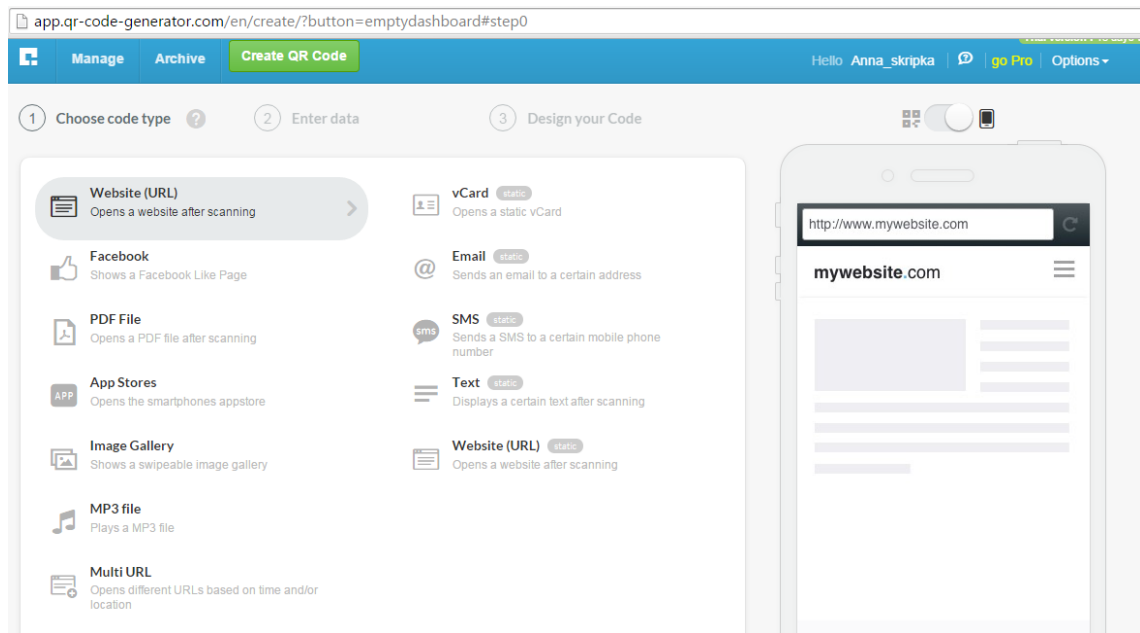 app.qr-code-generator.com/en/create/?button=emptydashboard#step0
Manage Archive Create QR Code Hello Anna_skripka go Pro Options
1 Choose code type ? 2 Enter data 3 Design your Code
Website (URL)
Opens a website after scanning
Facebook
Shows a Facebook Like Page
PDF File
Opens a PDF file after scanning
APP
App Stores
Opens the smartphones appstore
Image Gallery
Shows a swipeable image gallery
MP3 file
Plays a MP3 file
Multi URL
Opens different URLs based on time and/or
location
vCard static
Opens a static vCard
@
Email static
Sends an email to a certain address
sms
SMS static
Sends a SMS to a certain mobile phone
number
Text static
Displays a certain text after scanning
Website (URL) static
Opens a website after scanning
http://www.mywebsite.com
mywebsite.com